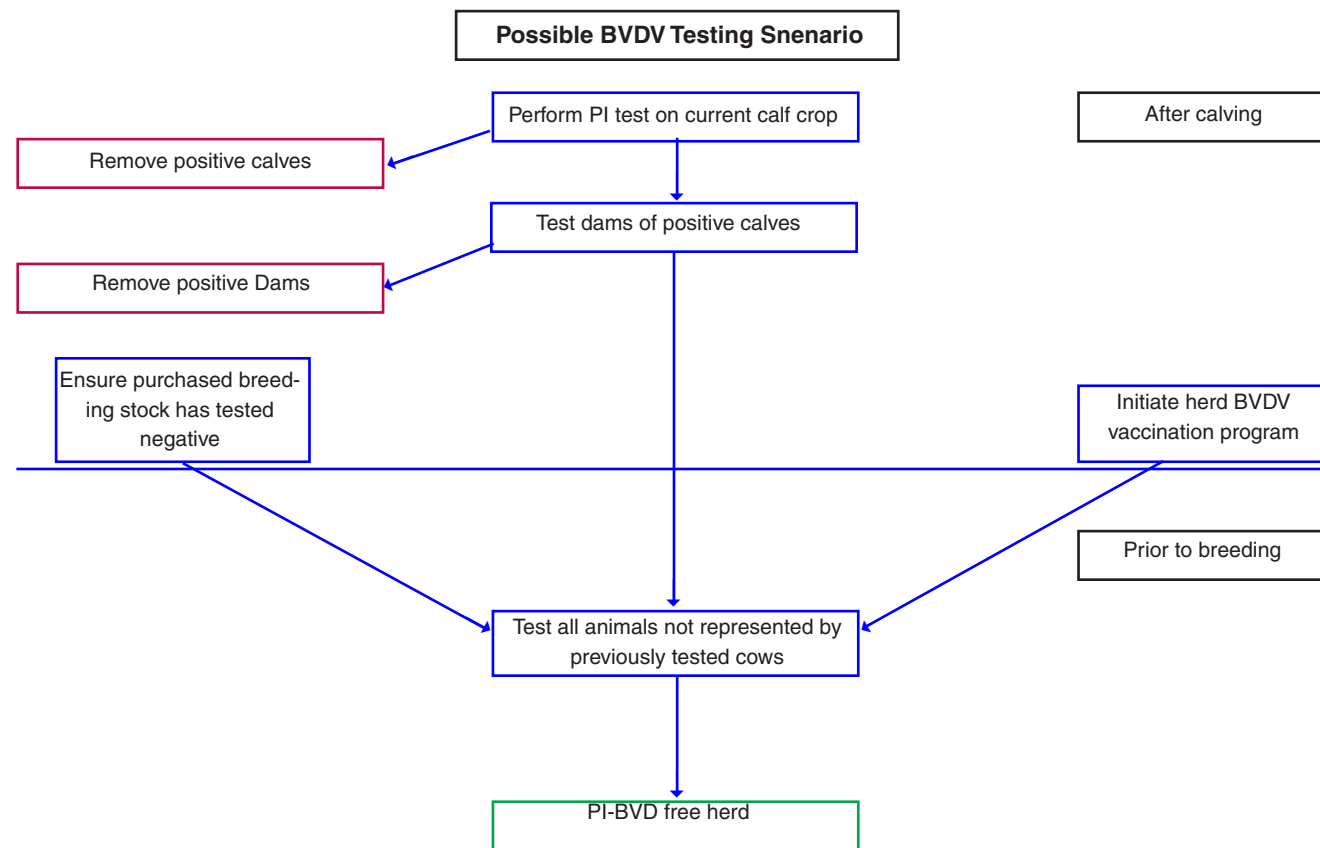 Possible BVDV Testing Snenario
Perform PI test on current calf crop
After calving
Remove positive calves
Test dams of positive calves
Remove positive Dams
Ensure purchased breed-
ing stock has tested
negative
Initiate herd BVDV
vaccination program
Prior to breeding
Test all animals not represented by
previously tested cows
PI-BVD free herd